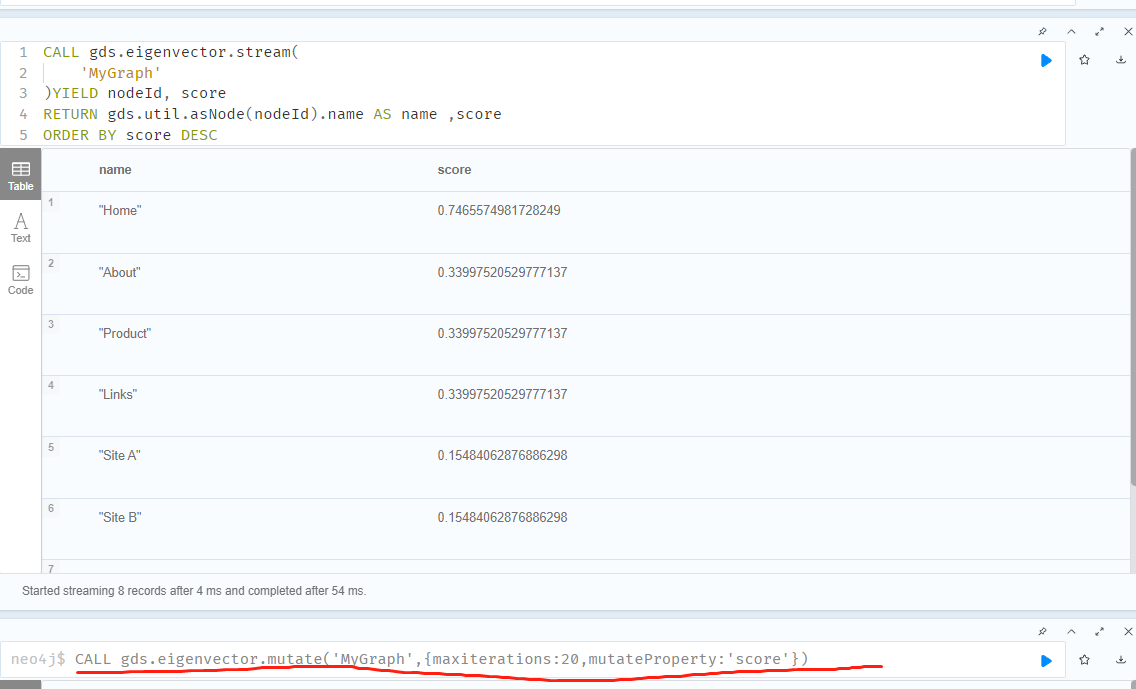 1 CALL gds.eigenvector.stream(
2 'MyGraph'
3 )YIELD nodeId, score
4 RETURN gds.util.asNode(nodeId).name AS name ,score
5 ORDER BY score DESC
Table
Text
Code
name score
1 "Home" 0.7465574981728249
2 "About" 0.33997520529777137
3 "Product" 0.33997520529777137
4 "Links" 0.33997520529777137
5 "Site A" 0.15484062876886298
6 "Site B" 0.15484062876886298
7
Started streaming 8 records after 4 ms and completed after 54 ms.
neo4j$ CALL gds.eigenvector.mutate('MyGraph',{maxiterations:20,mutateProperty:'score'})